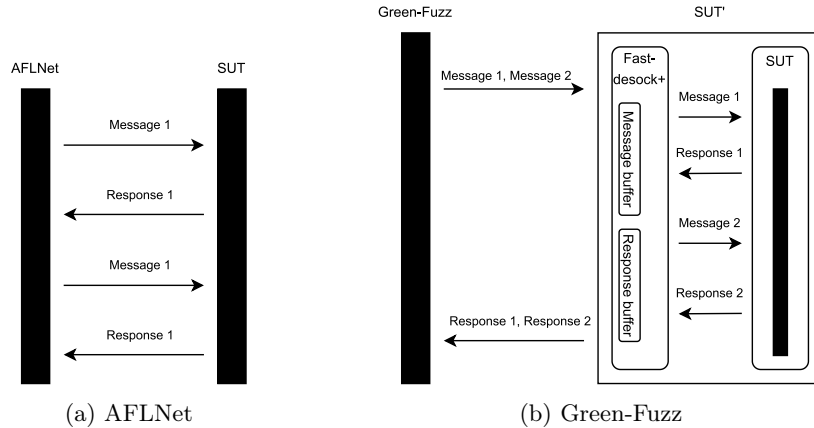 AFLNet
SUT
Message 1
Response 1
Message 1
Response 1
(a) AFLNet
Green-Fuzz
SUT'
Message 1, Message 2
Fast-
desock+
Message buffer
Response buffer
SUT
Message 1
Response 1
Message 2
Response 2
Response 1, Response 2
(b) Green-Fuzz